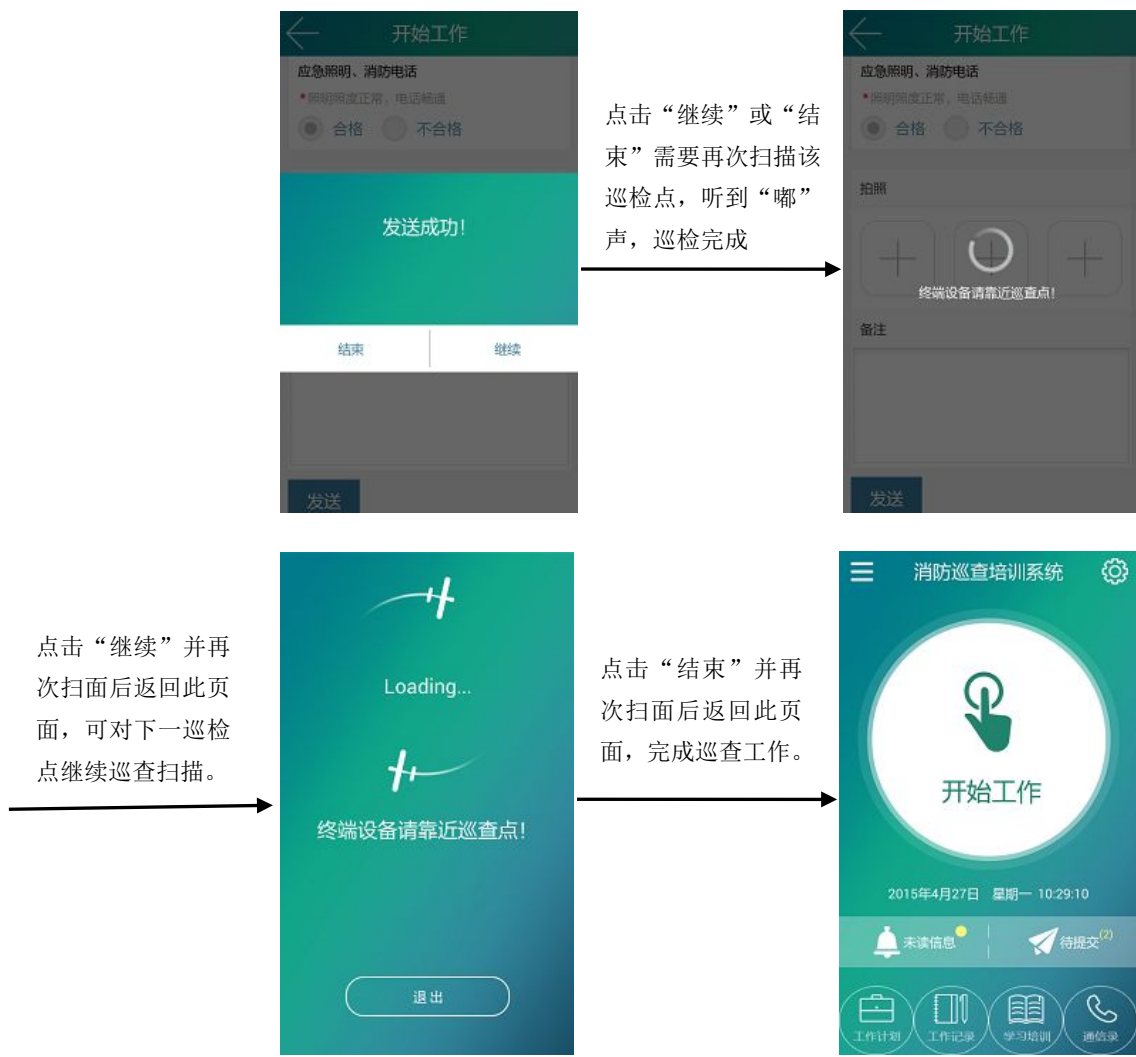 开始工作
应急照明、消防电话
*照明照度正常，电话畅通
合格 不合格
发送成功！
结束 继续
发送
点击“继续”或“结
束”需要再次扫描该
巡检点，听到“嘟”
声，巡检完成
开始工作
应急照明、消防电话
*照明照度正常，电话畅通
合格 不合格
拍照
终端设备请靠近巡查点！
备注
发送
点击“继续”并再
次扫面后返回此页
面，可对下一巡检
点继续巡查扫描。
Loading...
终端设备请靠近巡查点！
退出
点击“结束”并再
次扫面后返回此页
面，完成巡查工作。
消防巡查培训系统
开始工作
2015年4月27日 星期一 10:29:10
未读信息 待提交(2)
工作计划 工作记录 学习培训 通信录